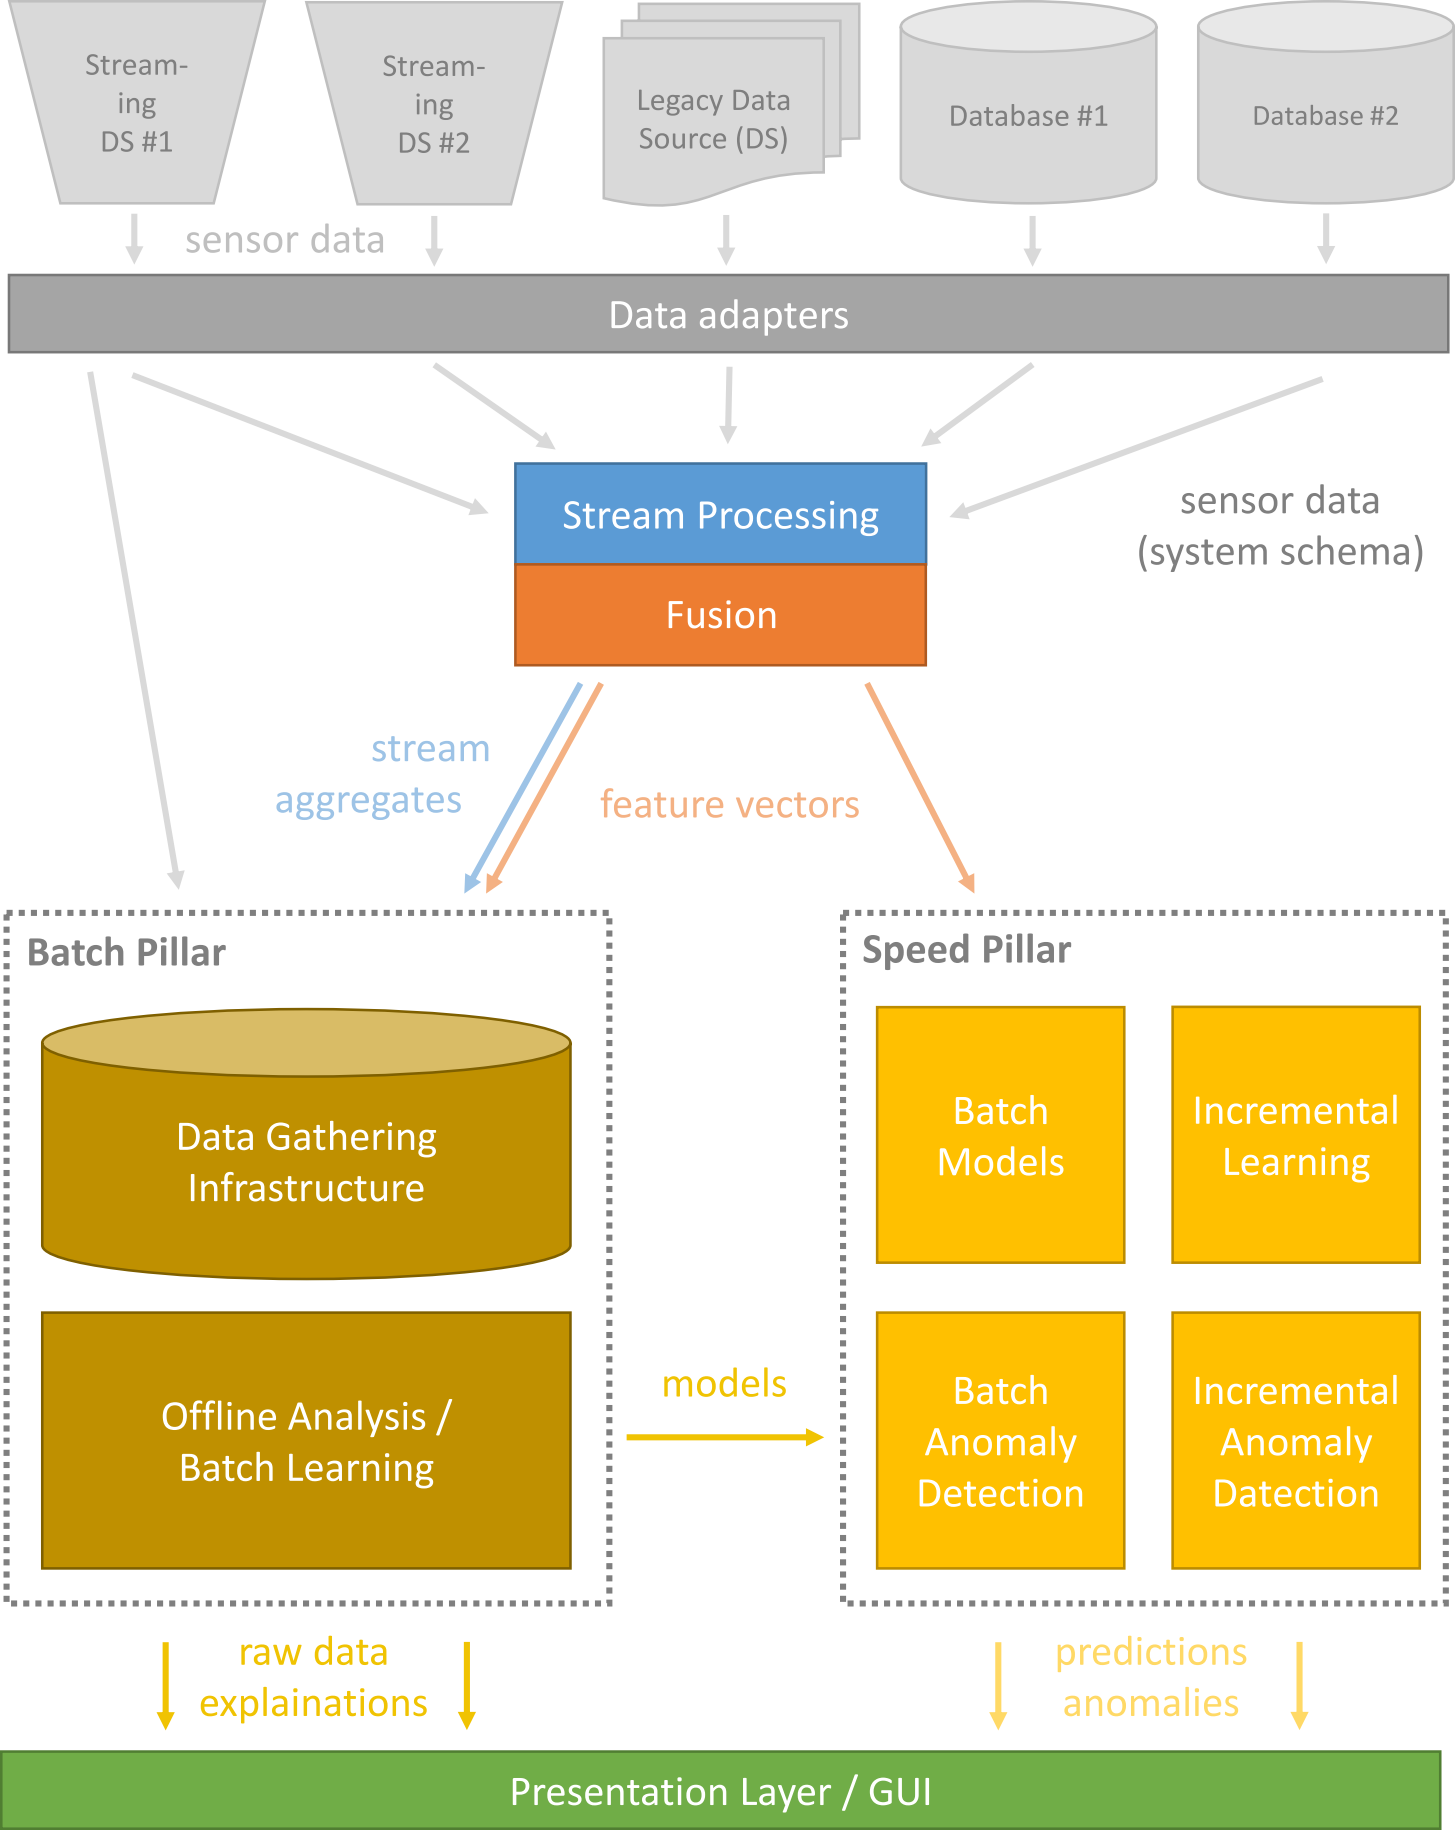 Stream-
ing
DS #1
Stream-
ing
DS #2
Legacy Data
Source (DS)
Database #1
Database #2
sensor data
Data adapters
Stream Processing
Fusion
sensor data
(system schema)
stream
aggregates
feature vectors
Batch Pillar
Data Gathering
Infrastructure
Offline Analysis /
Batch Learning
models
Speed Pillar
Batch
Models
Incremental
Learning
Batch
Anomaly
Detection
Incremental
Anomaly
Datection
raw data
explainations
predictions
anomalies
Presentation Layer / GUI